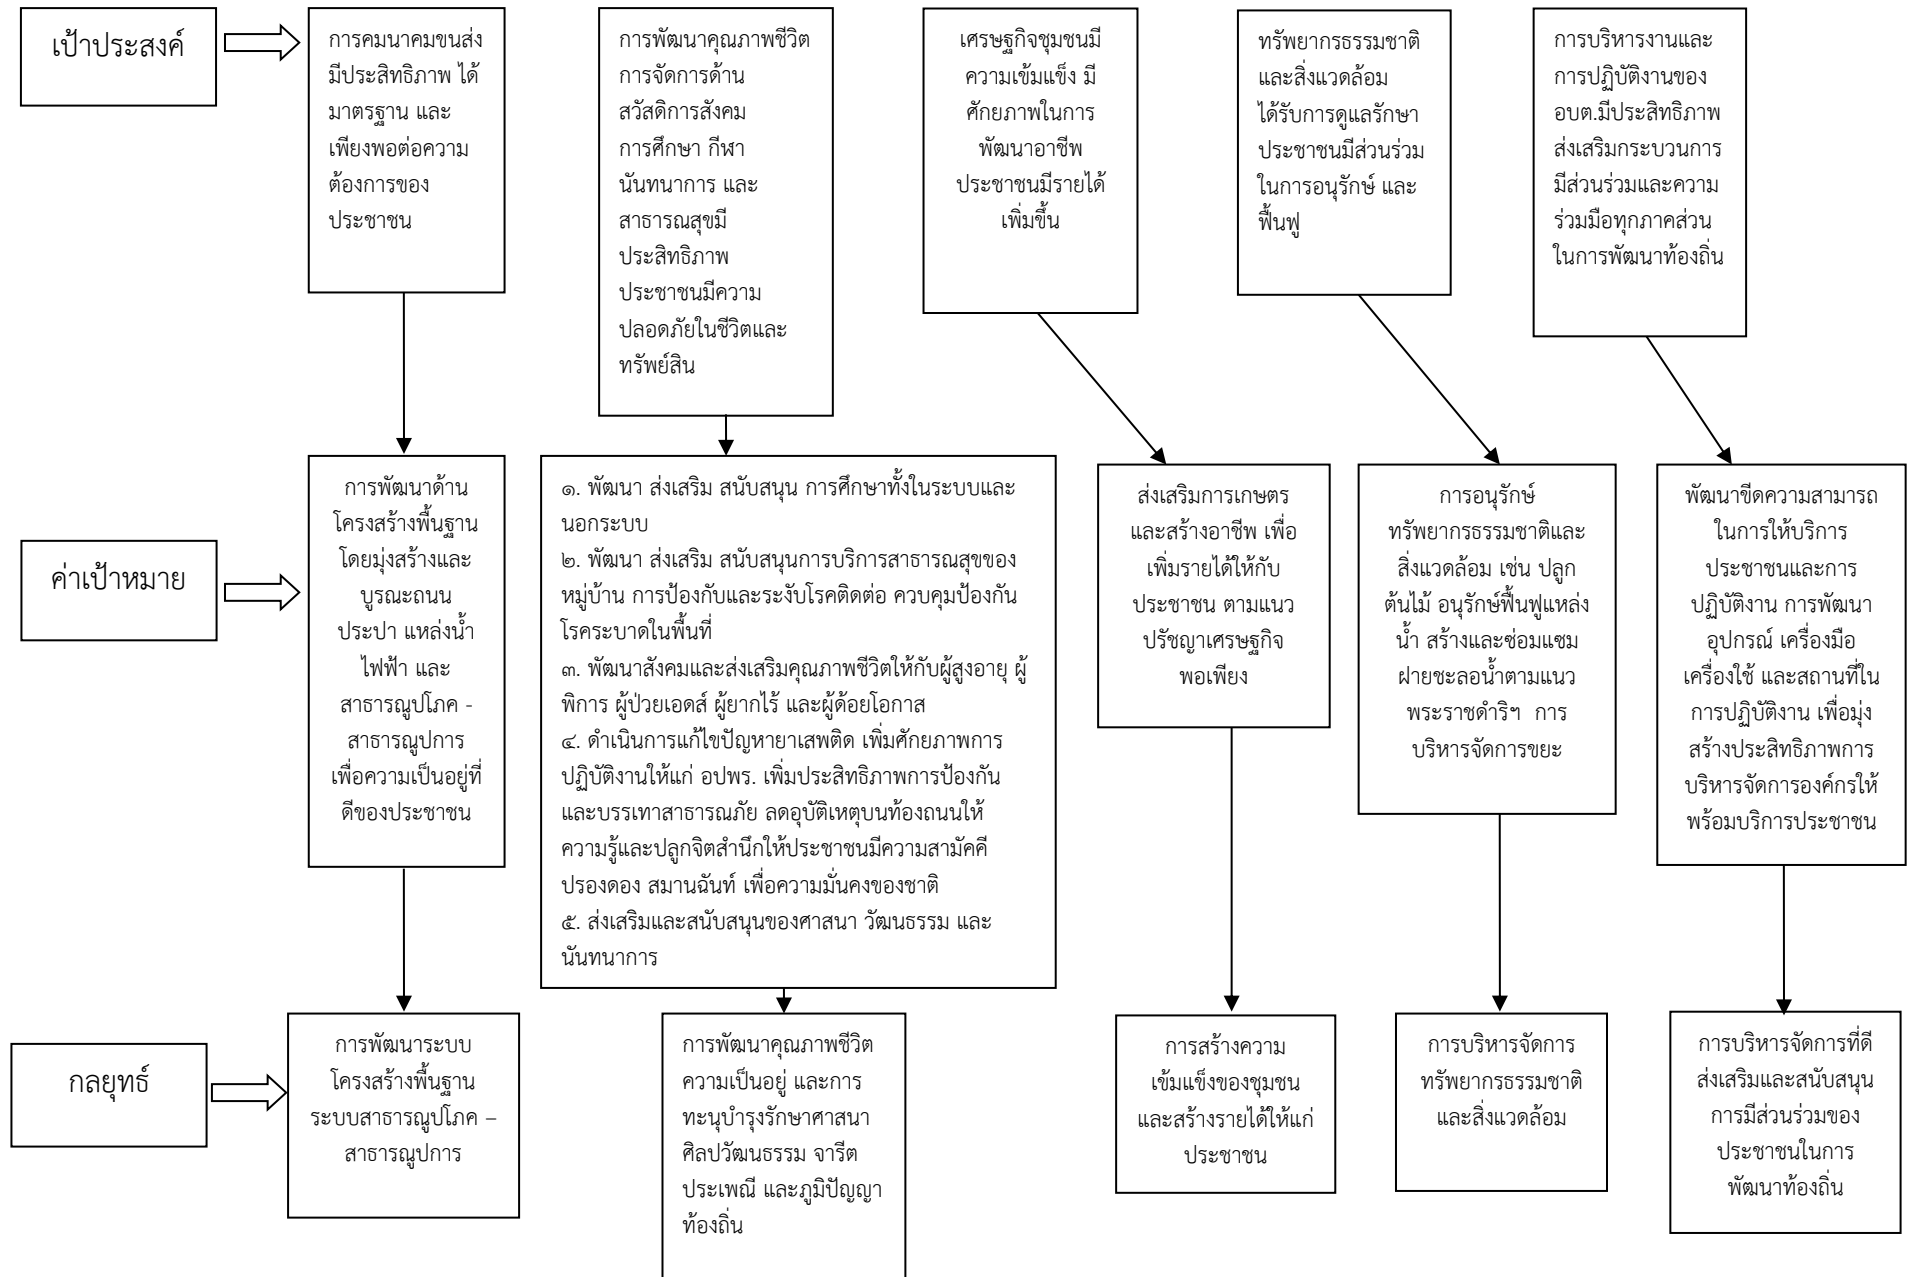 เป้าประสงค์
การคมนาคมขนส่ง
มีประสิทธิภาพ ได้
มาตรฐาน และ
เพียงพอต่อความ
ต้องการของ
ประชาชน
การพัฒนาคุณภาพชีวิต
การจัดการด้าน
สวัสดิการสังคม
การศึกษา กีฬา
นันทนาการ และ
สาธารณสุขมี
ประสิทธิภาพ
ประชาชนมีความ
ปลอดภัยในชีวิตและ
ทรัพย์สิน
เศรษฐกิจชุมชนมี
ความเข้มแข็ง มี
ศักยภาพในการ
พัฒนาอาชีพ
ประชาชนมีรายได้
เพิ่มขึ้น
ทรัพยากรธรรมชาติ
และสิ่งแวดล้อม
ได้รับการดูแลรักษา
ประชาชนมีส่วนร่วม
ในการอนุรักษ์ และ
ฟื้นฟู
การบริหารงานและ
การปฏิบัติงานของ
อบต.มีประสิทธิภาพ
ส่งเสริมกระบวนการ
มีส่วนร่วมและความ
ร่วมมือทุกภาคส่วน
ในการพัฒนาท้องถิ่น
ค่าเป้าหมาย
การพัฒนาด้าน
โครงสร้างพื้นฐาน
โดยมุ่งสร้างและ
บูรณะถนน
ประปา แหล่งน้ำ
ไฟฟ้า และ
สาธารณูปโภค -
สาธารณูปการ
เพื่อความเป็นอยู่ที่
ดีของประชาชน
๑. พัฒนา ส่งเสริม สนับสนุน การศึกษาทั้งในระบบและ
นอกระบบ
๒. พัฒนา ส่งเสริม สนับสนุนการบริการสาธารณสุขของ
หมู่บ้าน การป้องกับและระงับโรคติดต่อ ควบคุมป้องกัน
โรคระบาดในพื้นที่
๓. พัฒนาสังคมและส่งเสริมคุณภาพชีวิตให้กับผู้สูงอายุ ผู้
พิการ ผู้ป่วยเอดส์ ผู้ยากไร้ และผู้ด้อยโอกาส
๔. ดำเนินการแก้ไขปัญหายาเสพติด เพิ่มศักยภาพการ
ปฏิบัติงานให้แก่ อปพร. เพิ่มประสิทธิภาพการป้องกัน
และบรรเทาสาธารณภัย ลดอุบัติเหตุบนท้องถนนให้
ความรู้และปลูกจิตสำนึกให้ประชาชนมีความสามัคคี
ปรองดอง สมานฉันท์ เพื่อความมั่นคงของชาติ
๕. ส่งเสริมและสนับสนุนของศาสนา วัฒนธรรม และ
นันทนาการ
ส่งเสริมการเกษตร
และสร้างอาชีพ เพื่อ
เพิ่มรายได้ให้กับ
ประชาชน ตามแนว
ปรัชญาเศรษฐกิจ
พอเพียง
การอนุรักษ์
ทรัพยากรธรรมชาติและ
สิ่งแวดล้อม เช่น ปลูก
ต้นไม้ อนุรักษ์ฟื้นฟูแหล่ง
น้ำ สร้างและซ่อมแซม
ฝายชะลอน้ำตามแนว
พระราชดำริฯ  การ
บริหารจัดการขยะ
พัฒนาขีดความสามารถ
ในการให้บริการ
ประชาชนและการ
ปฏิบัติงาน การพัฒนา
อุปกรณ์ เครื่องมือ
เครื่องใช้ และสถานที่ใน
การปฏิบัติงาน เพื่อมุ่ง
สร้างประสิทธิภาพการ
บริหารจัดการองค์กรให้
พร้อมบริการประชาชน
กลยุทธ์
การพัฒนาระบบ
โครงสร้างพื้นฐาน
ระบบสาธารณูปโภค –
สาธารณูปการ
การพัฒนาคุณภาพชีวิต
ความเป็นอยู่ และการ
ทะนุบำรุงรักษาศาสนา
ศิลปวัฒนธรรม จารีต
ประเพณี และภูมิปัญญา
ท้องถิ่น
การสร้างความ
เข้มแข็งของชุมชน
และสร้างรายได้ให้แก่
ประชาชน
การบริหารจัดการ
ทรัพยากรธรรมชาติ
และสิ่งแวดล้อม
การบริหารจัดการที่ดี
ส่งเสริมและสนับสนุน
การมีส่วนร่วมของ
ประชาชนในการ
พัฒนาท้องถิ่น